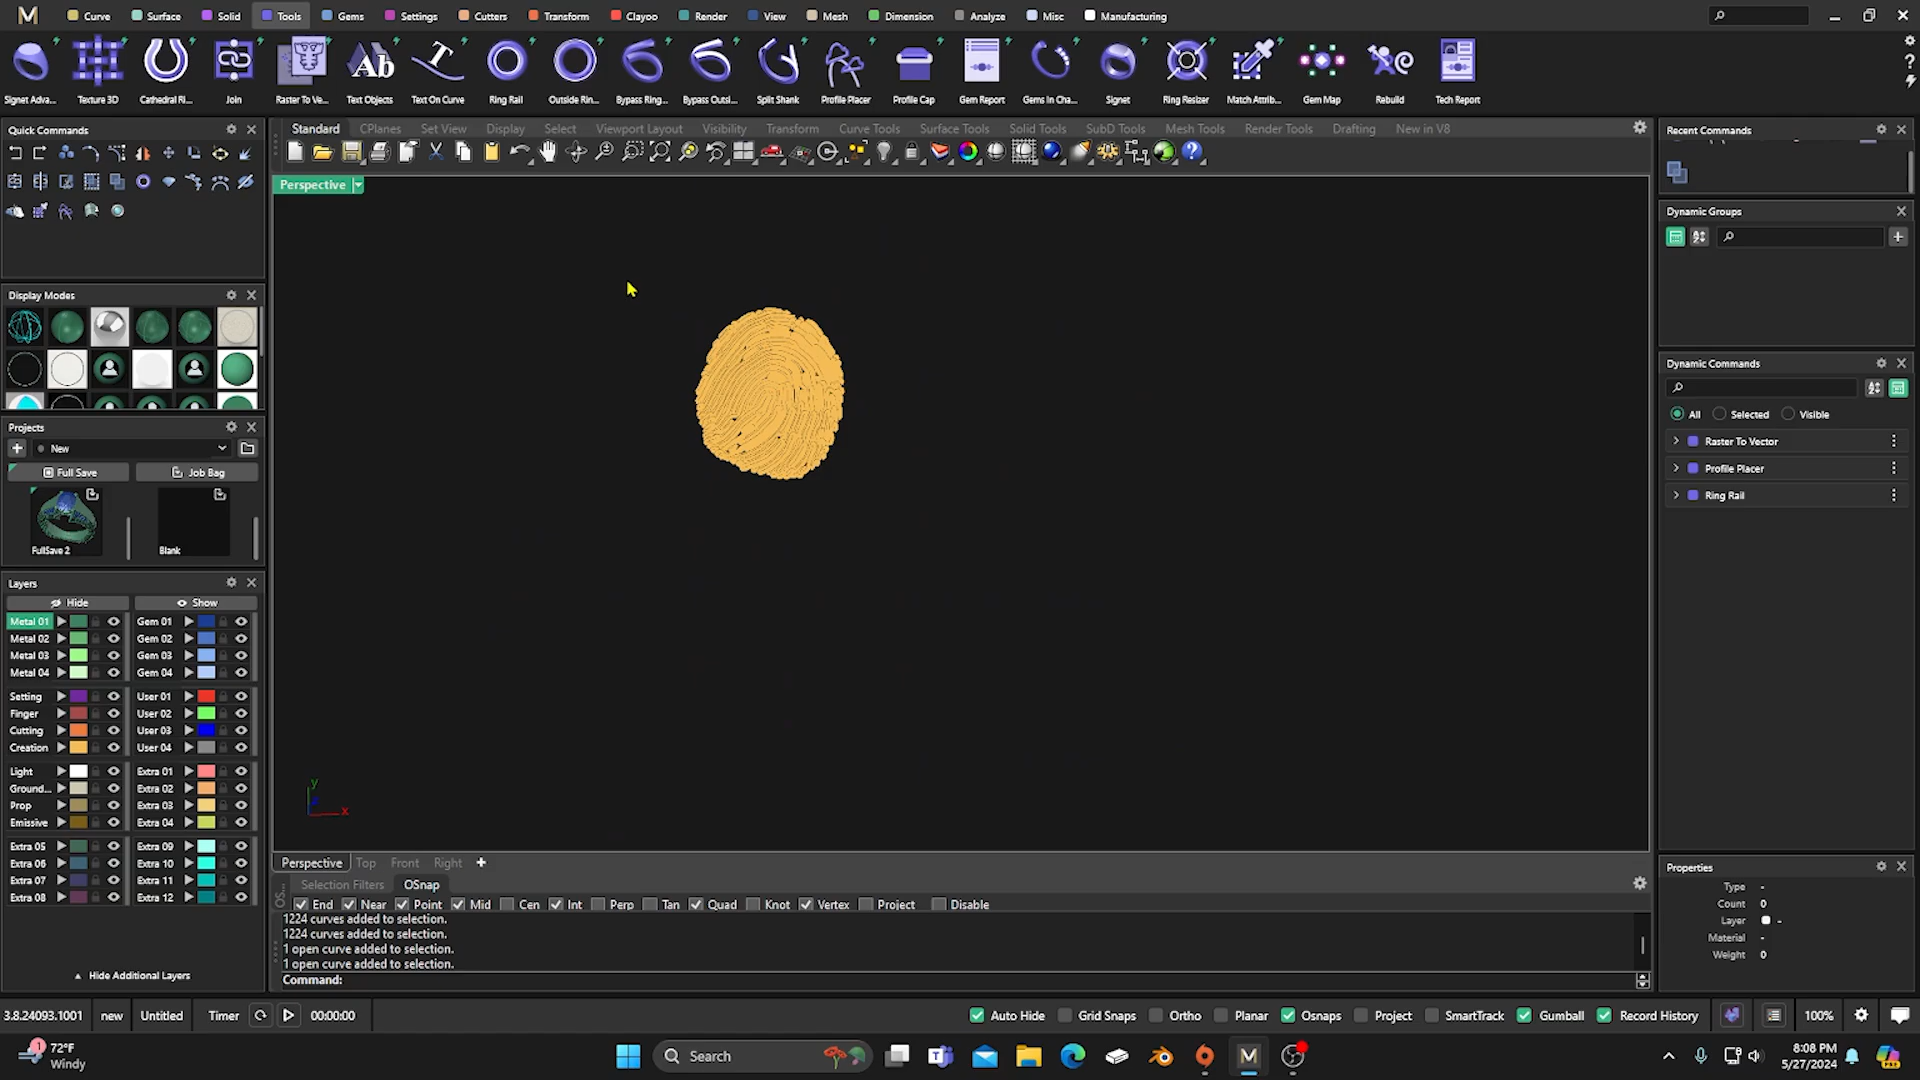 Curve Surface Solid Tools Gems Settings Cutters Transform Clayoo Render View Mesh Dimension Analyze Misc Manufacturing
Signet Adva... Texture 3D Cathedral Ri... Join Raster To Ve... Text Objects Text On Curve Ring Rail Outside Rin... Bypass Ring... Bypass Outsi... Split Shank Profile Placer Profile Cap Gem Report Gems In Cha... Signet Ring Resizer Match Attrib... Gem Map Rebuild Tech Report
Quick Commands
Standard CPlanes Set View Display Select Viewport Layout Visibility Transform Curve Tools Surface Tools Solid Tools SubD Tools Mesh Tools Render Tools Drafting New in V8
Perspective
Display Modes
Projects
New
Full Save Job Bag
FullSave 2 Blank
Layers
Hide Show
Metal 01 Gem 01
Metal 02 Gem 02
Metal 03 Gem 03
Metal 04 Gem 04
Setting User 01
Finger User 02
Cutting User 03
Creation User 04
Light Extra 01
Ground... Extra 02
Prop Extra 03
Emissive Extra 04
Extra 05 Extra 09
Extra 06 Extra 10
Extra 07 Extra 11
Extra 08 Extra 12
Hide Additional Layers
y
x
Perspective Top Front Right
Selection Filters OSnap
End Near Point Mid Cen Int Perp Tan Quad Knot Vertex Project Disable
1224 curves added to selection.
1224 curves added to selection.
1 open curve added to selection.
1 open curve added to selection.
Command:
Recent Commands
Dynamic Groups
Dynamic Commands
All Selected Visible
Raster To Vector
Profile Placer
Ring Rail
Properties
Type -
Count 0
Layer -
Material -
Weight 0
3.8.24093.1001 new Untitled Timer 00:00:00 Auto Hide Grid Snaps Ortho Planar Osnaps Project SmartTrack Gumball Record History 100%
72°F
Windy
Search
8:08 PM
5/27/2024